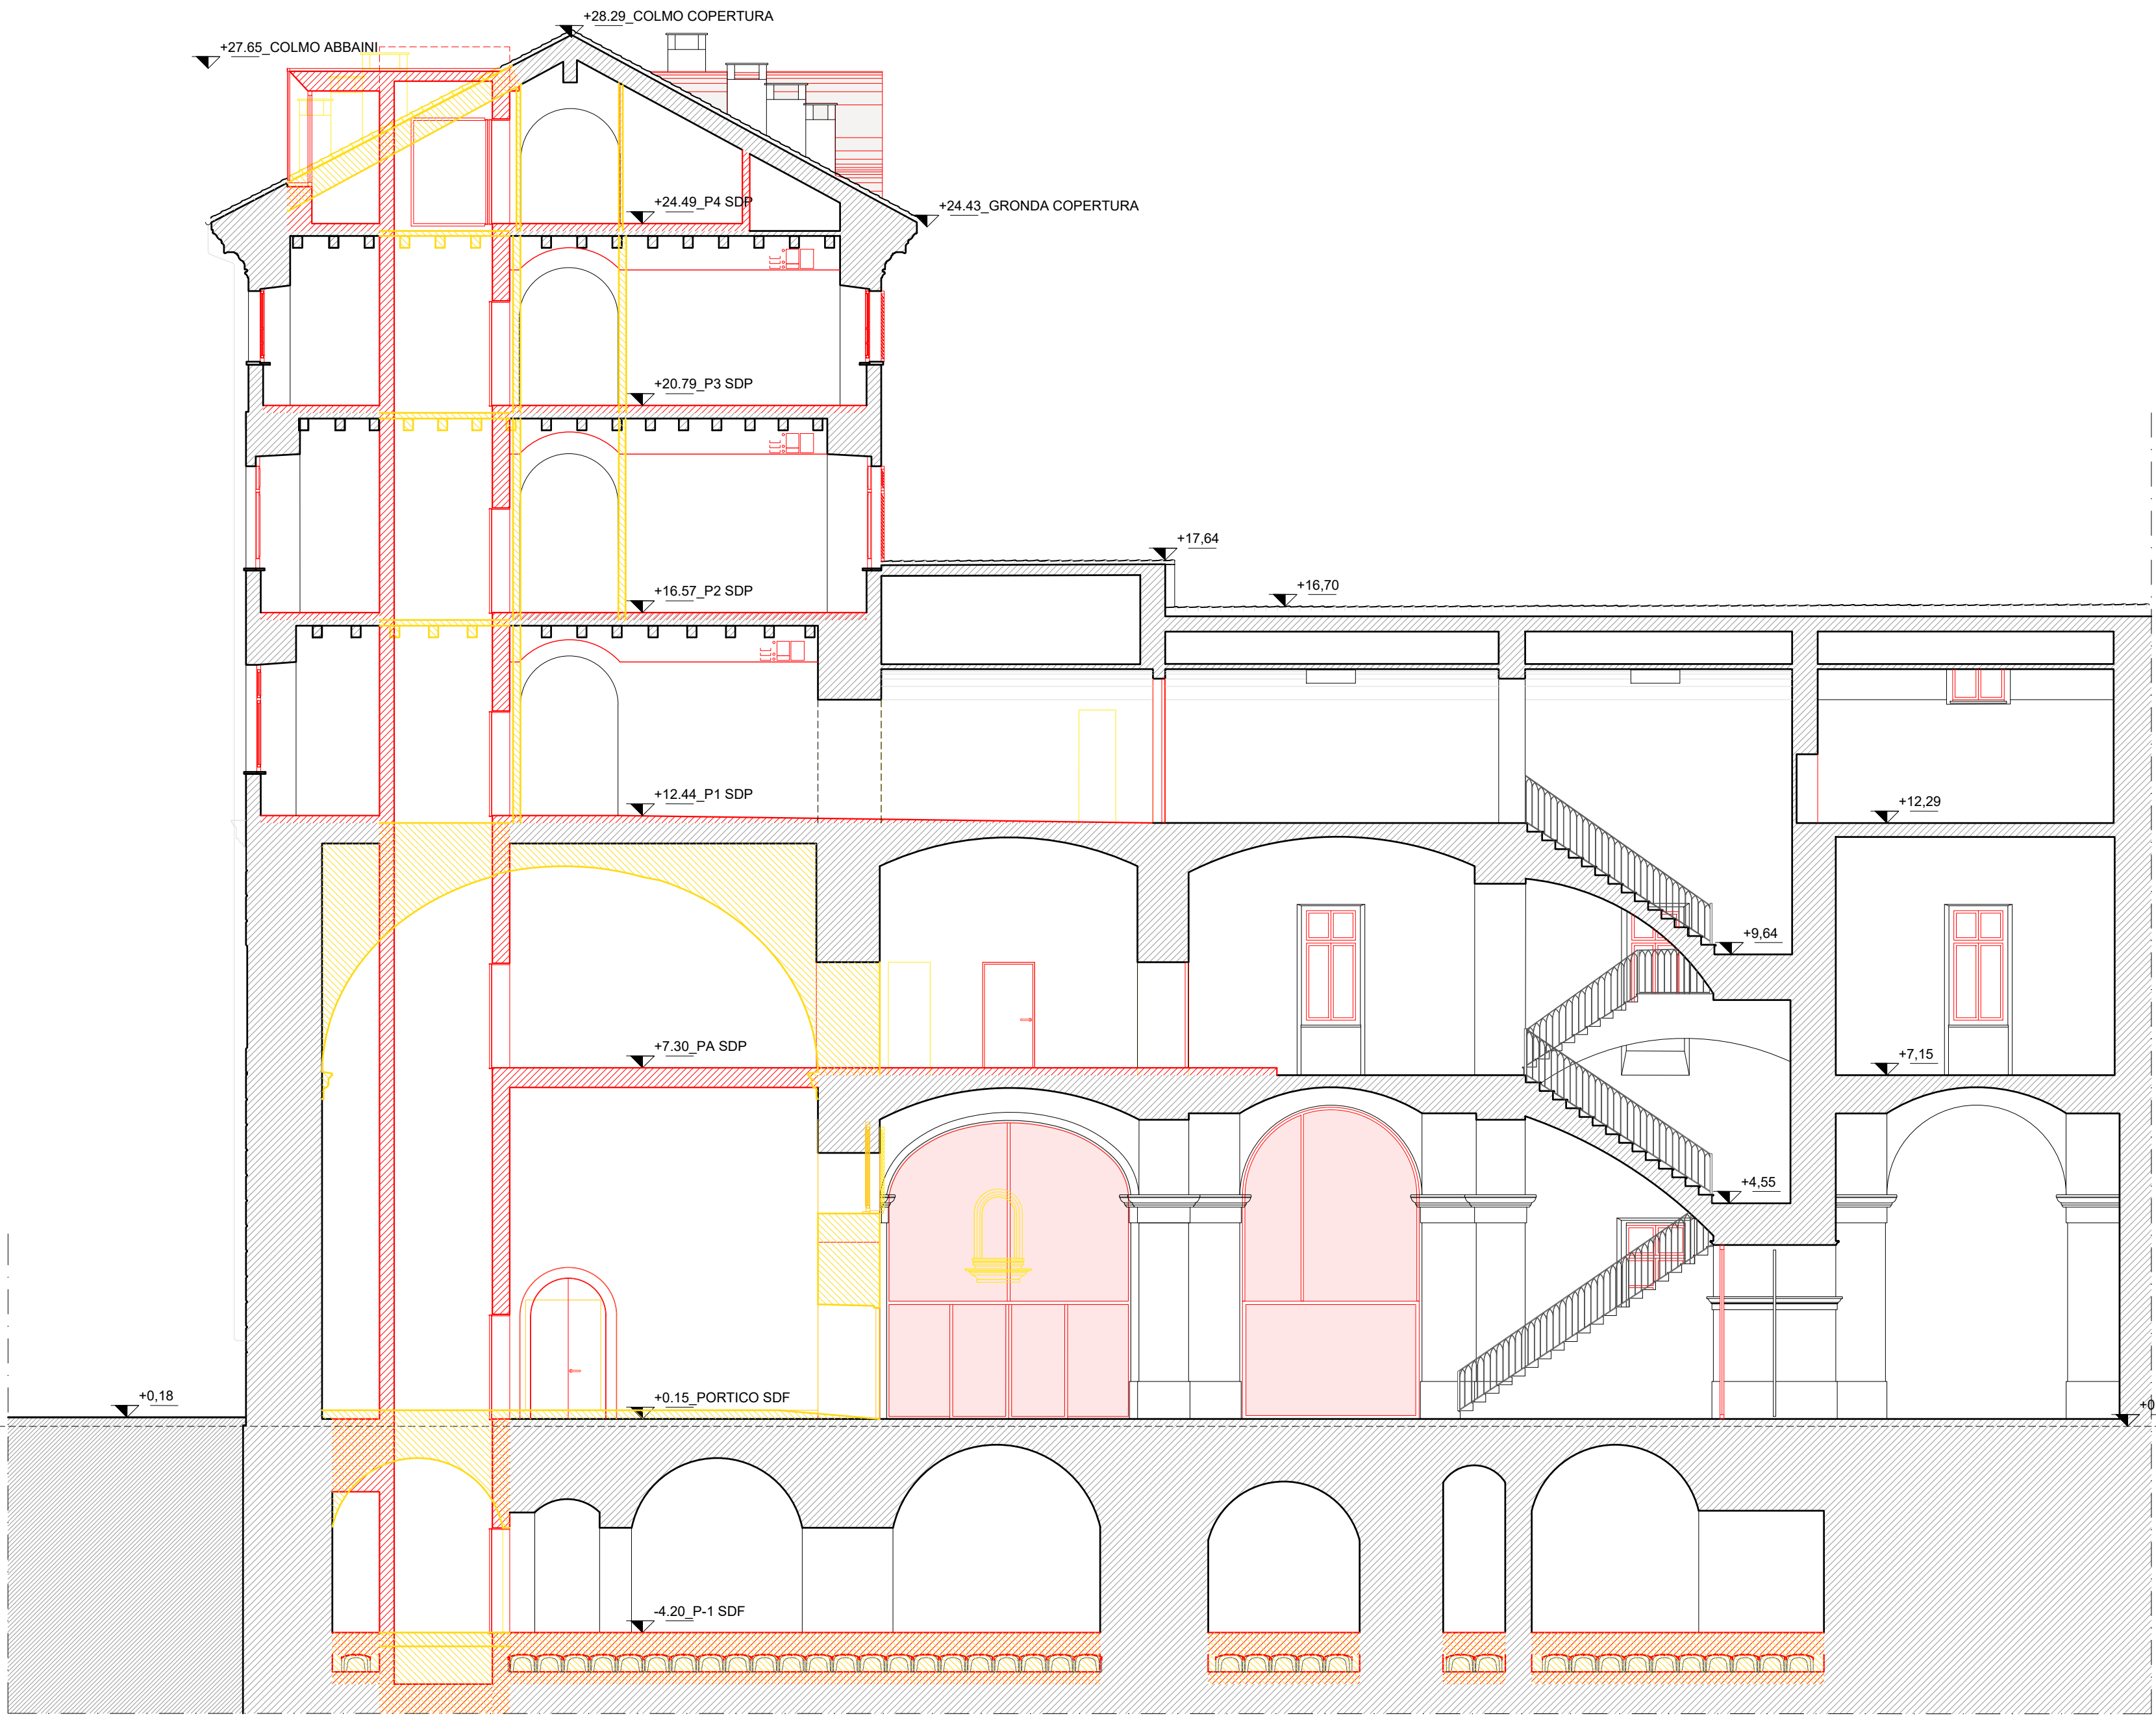 +28.29_COLMO COPERTURA
+27.65_COLMO ABBAINI
+24.49_P4 SDP
+24.43_GRONDA COPERTURA
+20.79_P3 SDP
+17,64
+16,70
+16.57_P2 SDP
+12.44_P1 SDP
+12,29
+9,64
+7.30_PA SDP
+7,15
+4,55
+0,18
+0.15_PORTICO SDF
+0
-4.20_P-1 SDF